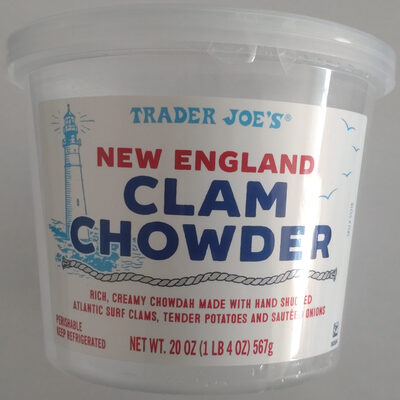 TRADER JOE'S®
NEW ENGLAND
CLAM
CHOWDER
RICH, CREAMY CHOWDAH MADE WITH HAND SHUCKED
ATLANTIC SURF CLAMS, TENDER POTATOES AND SAUTÉED ONIONS
PERISHABLE
KEEP REFRIGERATED
NET WT. 20 OZ (1 LB 4 OZ) 567g